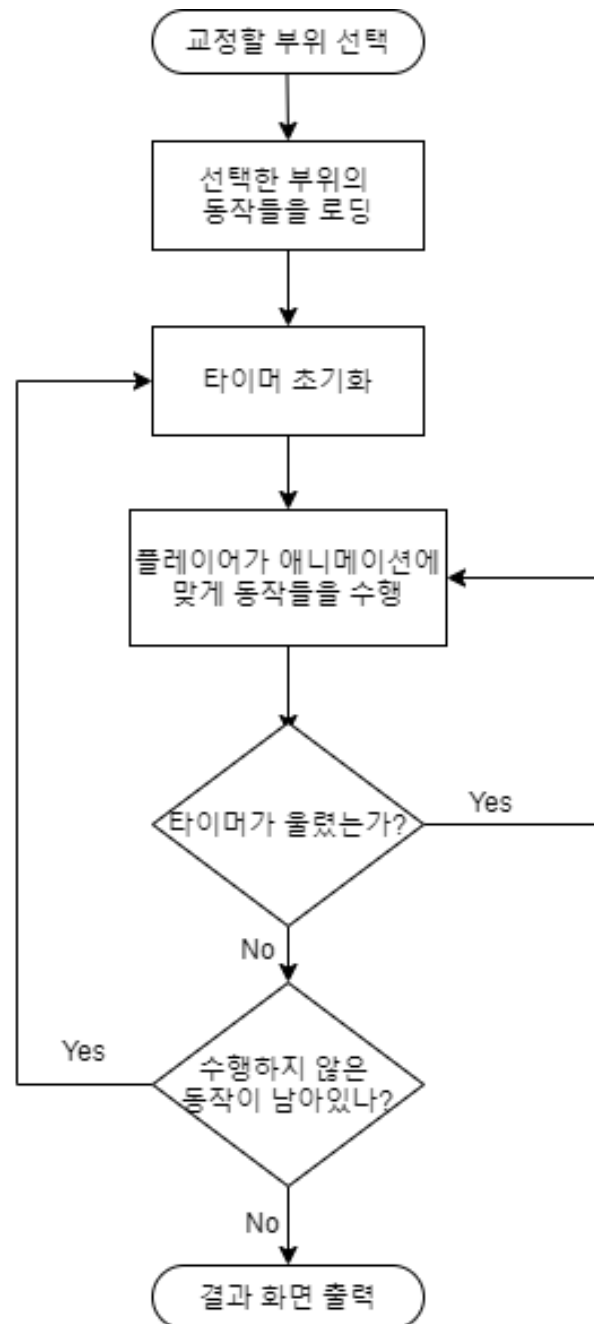 교정할 부위 선택
선택한 부위의
동작들을 로딩
타이머 초기화
플레이어가 애니메이션에
맞게 동작들을 수행
타이머가 울렸는가?
Yes
No
수행하지 않은
동작이 남아있나?
Yes
No
결과 화면 출력